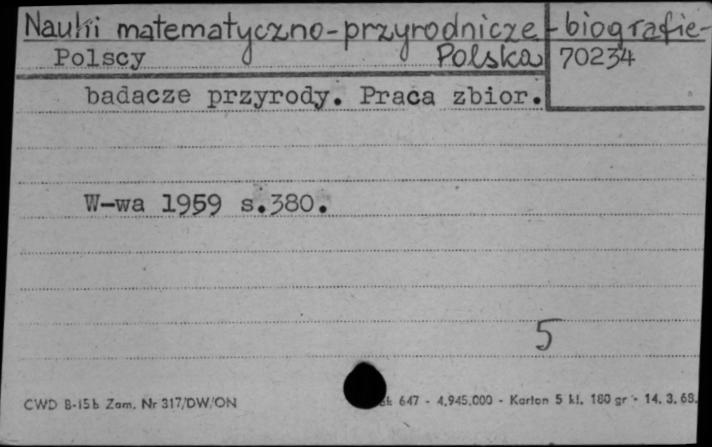 Nauki matematyczno-przyrodnicze - biografie-
Polscy Polska 70234
badacze przyrody. Praca zbior.
W-wa 1959 s.380.
5
CWD B-15b Zam. Nr 317/DW/ON 647 - 4.945.000 - Karton 5 kl. 180 gr - 14. 3. 68.